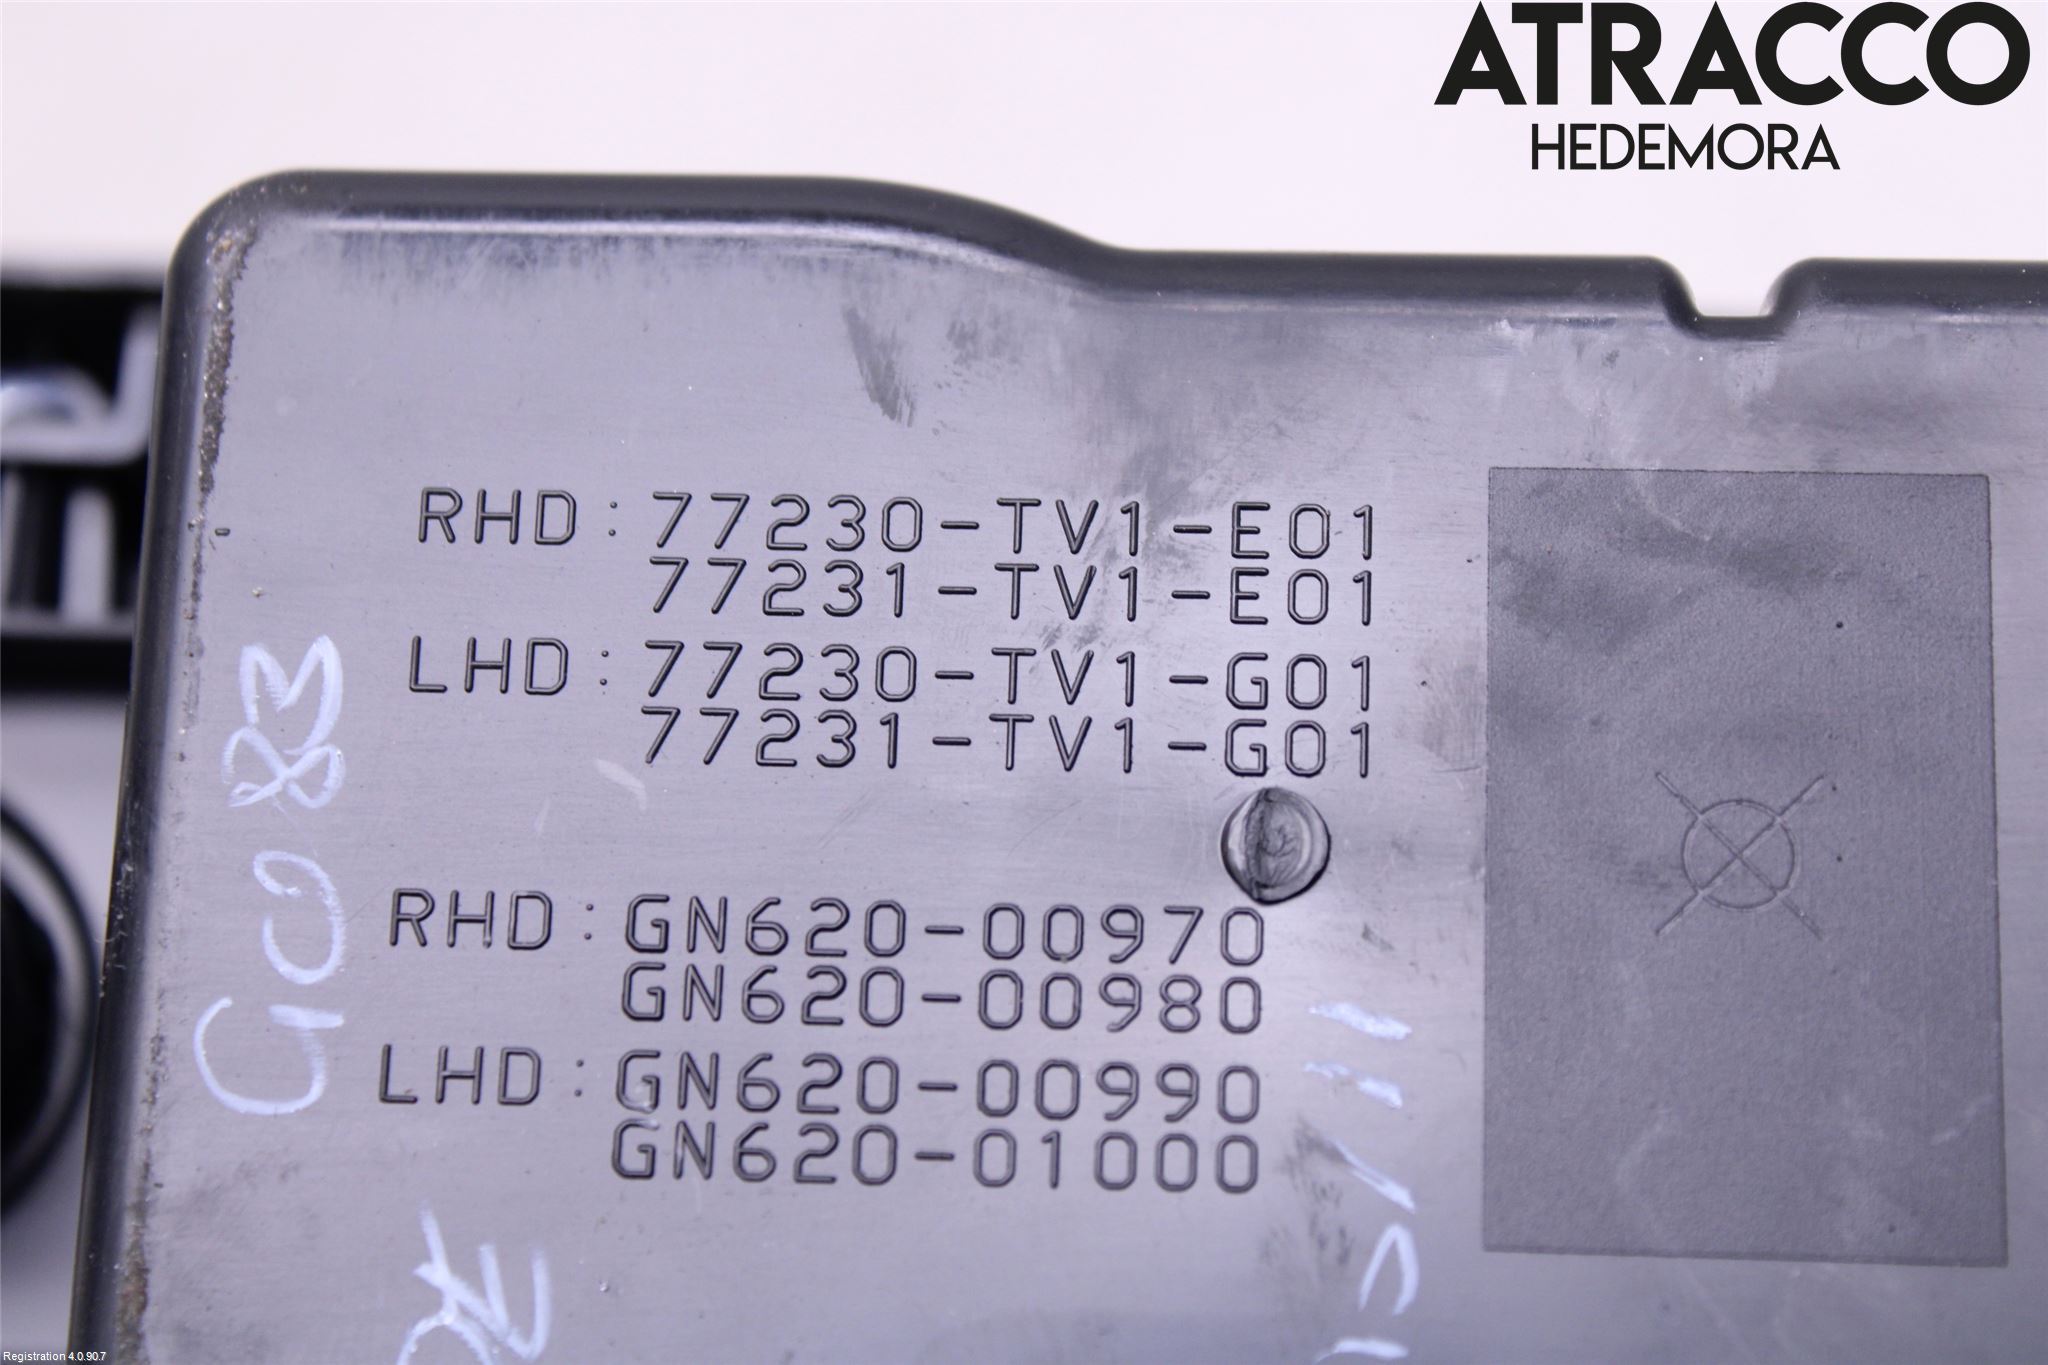 ATRACCO
HEDEMORA
RHD:77230-TV1-E01
77231-TV1-E01
LHD:77230-TV1-G01
77231-TV1-G01
RHD:GN620-00970
GN620-00980
LHD:GN620-00990
GN620-01000
Registration 4.0.90.7